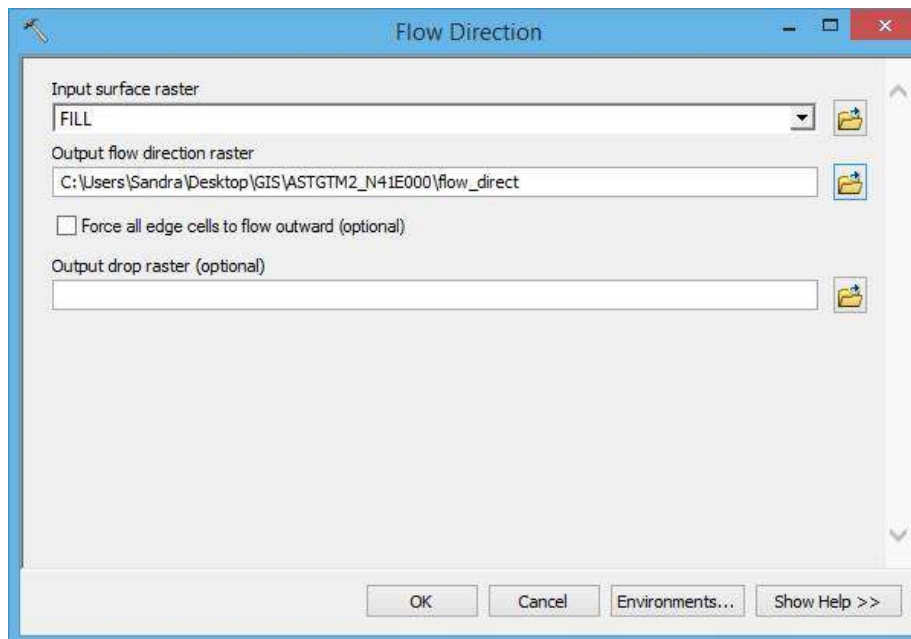 Flow Direction
Input surface raster
FILL
Output flow direction raster
C:\Users\Sandra\Desktop\GIS\ASTGTM2_N41E000\flow_direct
Force all edge cells to flow outward (optional)
Output drop raster (optional)
OK Cancel Environments... Show Help >>